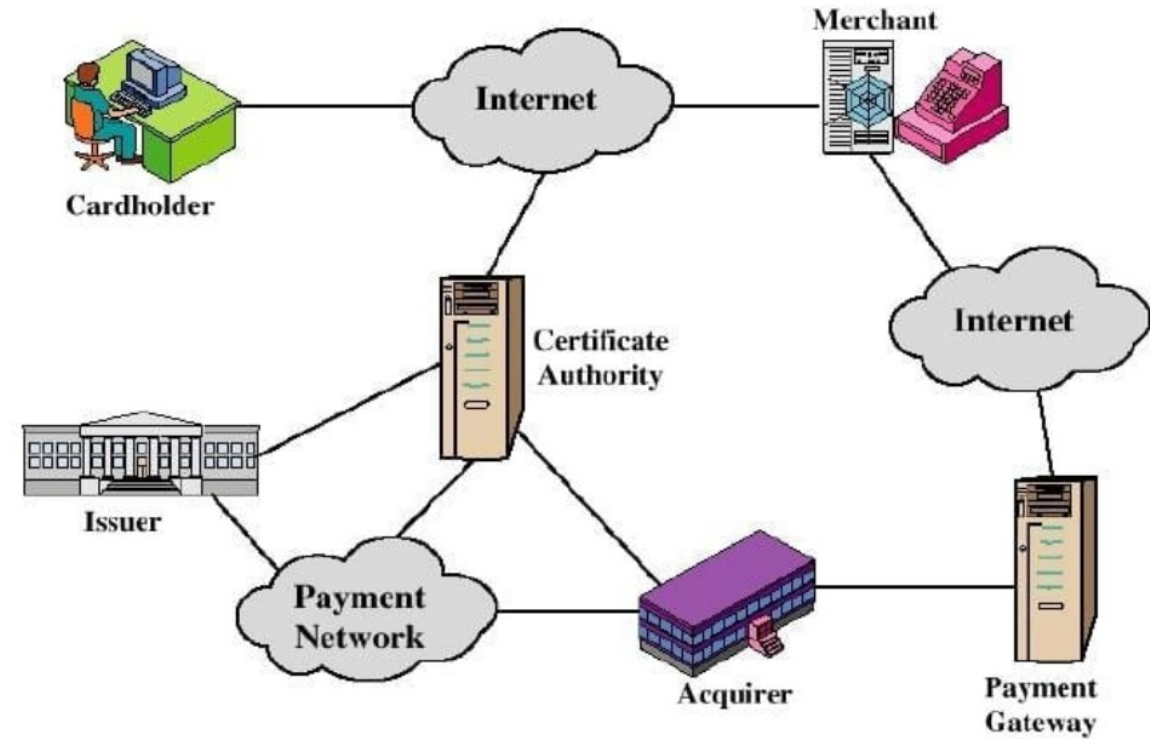 Merchant
Internet
Cardholder
Internet
Certificate
Authority
Issuer
Payment
Network
Acquirer
Payment
Gateway